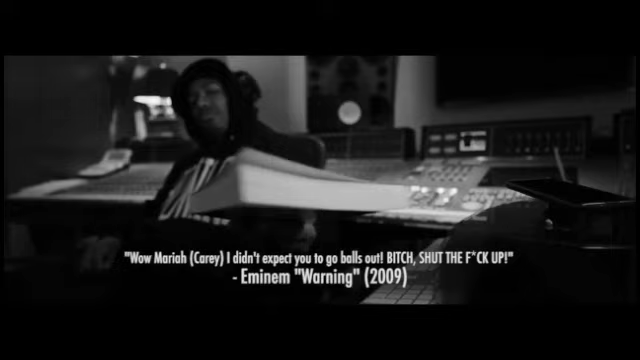 "Wow Mariah (Carey) I didn't expect you to go balls out! BITCH, SHUT THE F*CK UP!"
- Eminem "Warning" (2009)